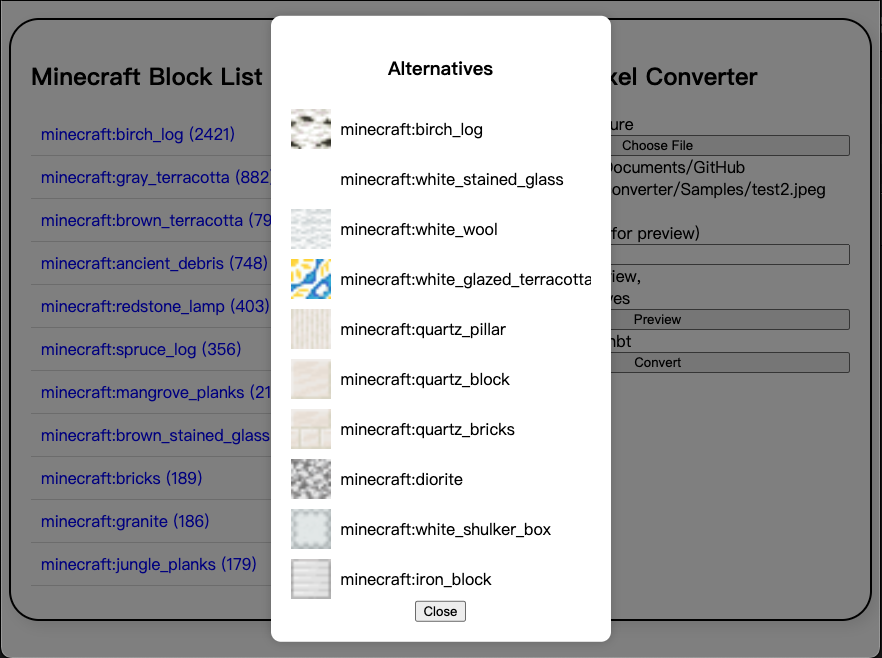 Minecraft Block List
minecraft:birch_log (2421)
minecraft:gray_terracotta (882)
minecraft:brown_terracotta (79
minecraft:ancient_debris (748)
minecraft:redstone_lamp (403)
minecraft:spruce_log (356)
minecraft:mangrove_planks (21
minecraft:brown_stained_glass
minecraft:bricks (189)
minecraft:granite (186)
minecraft:jungle_planks (179)
Alternatives
minecraft:birch_log
minecraft:white_stained_glass
minecraft:white_wool
minecraft:white_glazed_terracotta
minecraft:quartz_pillar
minecraft:quartz_block
minecraft:quartz_bricks
minecraft:diorite
minecraft:white_shulker_box
minecraft:iron_block
Close
xel Converter
ure
Choose File
Documents/GitHub
onverter/Samples/test2.jpeg
for preview)
iew,
ves
Preview
nbt
Convert